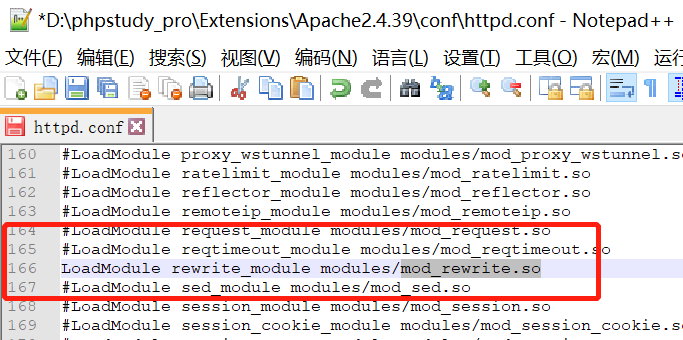 *D:\phpstudy_pro\Extensions\Apache2.4.39\conf\httpd.conf - Notepad++
文件(F) 编辑(E) 搜索(S) 视图(V) 编码(N) 语言(L) 设置(T) 工具(O) 宏(M) 运行
httpd.conf
160 #LoadModule proxy_wstunnel_module modules/mod_proxy_wstunnel.so
161 #LoadModule ratelimit_module modules/mod_ratelimit.so
162 #LoadModule reflector_module modules/mod_reflector.so
163 #LoadModule remoteip_module modules/mod_remoteip.so
164 #LoadModule request_module modules/mod_request.so
165 #LoadModule reqtimeout_module modules/mod_reqtimeout.so
166 LoadModule rewrite_module modules/mod_rewrite.so
167 #LoadModule sed_module modules/mod_sed.so
168 #LoadModule session_module modules/mod_session.so
169 #LoadModule session_cookie_module modules/mod_session_cookie.so